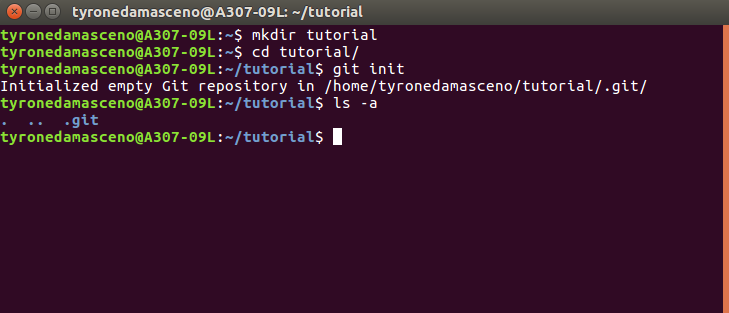 tyronedamasceno@A307-09L: ~/tutorial
tyronedamasceno@A307-09L:~$ mkdir tutorial
tyronedamasceno@A307-09L:~$ cd tutorial/
tyronedamasceno@A307-09L:~/tutorial$ git init
Initialized empty Git repository in /home/tyronedamasceno/tutorial/.git/
tyronedamasceno@A307-09L:~/tutorial$ ls -a
.  ..  .git
tyronedamasceno@A307-09L:~/tutorial$